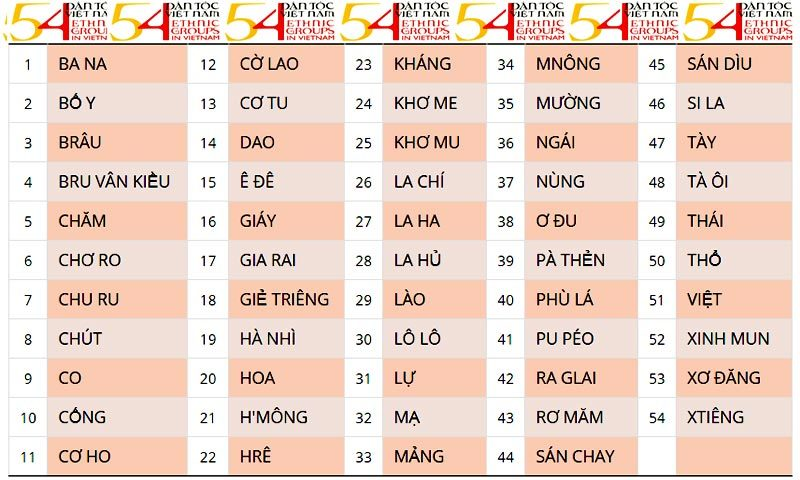 54 DÂN TỘC 54 DÂN TỘC 54 DÂN TỘC 54 DÂN TỘC 54 DÂN TỘC 54 DÂN TỘC 54 DÂN TỘC
VIỆT NAM VIỆT NAM VIỆT NAM VIỆT NAM VIỆT NAM VIỆT NAM VIỆT NAM
ETHNIC ETHNIC ETHNIC ETHNIC ETHNIC ETHNIC ETHNIC
GROUPS GROUPS GROUPS GROUPS GROUPS GROUPS GROUPS
IN VIETNAM IN VIETNAM IN VIETNAM IN VIETNAM IN VIETNAM IN VIETNAM IN VIETNAM
1 BA NA 12 CỜ LAO 23 KHÁNG 34 MNÔNG 45 SÁN DÌU
2 BỐ Y 13 CƠ TU 24 KHƠ ME 35 MƯỜNG 46 SI LA
3 BRÂU 14 DAO 25 KHƠ MU 36 NGÁI 47 TÀY
4 BRU VÂN KIỀU 15 Ê ĐÊ 26 LA CHÍ 37 NÙNG 48 TÀ ÔI
5 CHĂM 16 GIÁY 27 LA HA 38 Ơ ĐU 49 THÁI
6 CHƠ RO 17 GIA RAI 28 LA HỦ 39 PÀ THẺN 50 THỔ
7 CHU RU 18 GIẺ TRIÊNG 29 LÀO 40 PHÙ LÁ 51 VIỆT
8 CHÚT 19 HÀ NHÌ 30 LÔ LÔ 41 PU PÉO 52 XINH MUN
9 CO 20 HOA 31 LỰ 42 RA GLAI 53 XƠ ĐĂNG
10 CỐNG 21 H'MÔNG 32 MẠ 43 RƠ MĂM 54 XTIÊNG
11 CƠ HO 22 HRÊ 33 MẢNG 44 SÁN CHAY